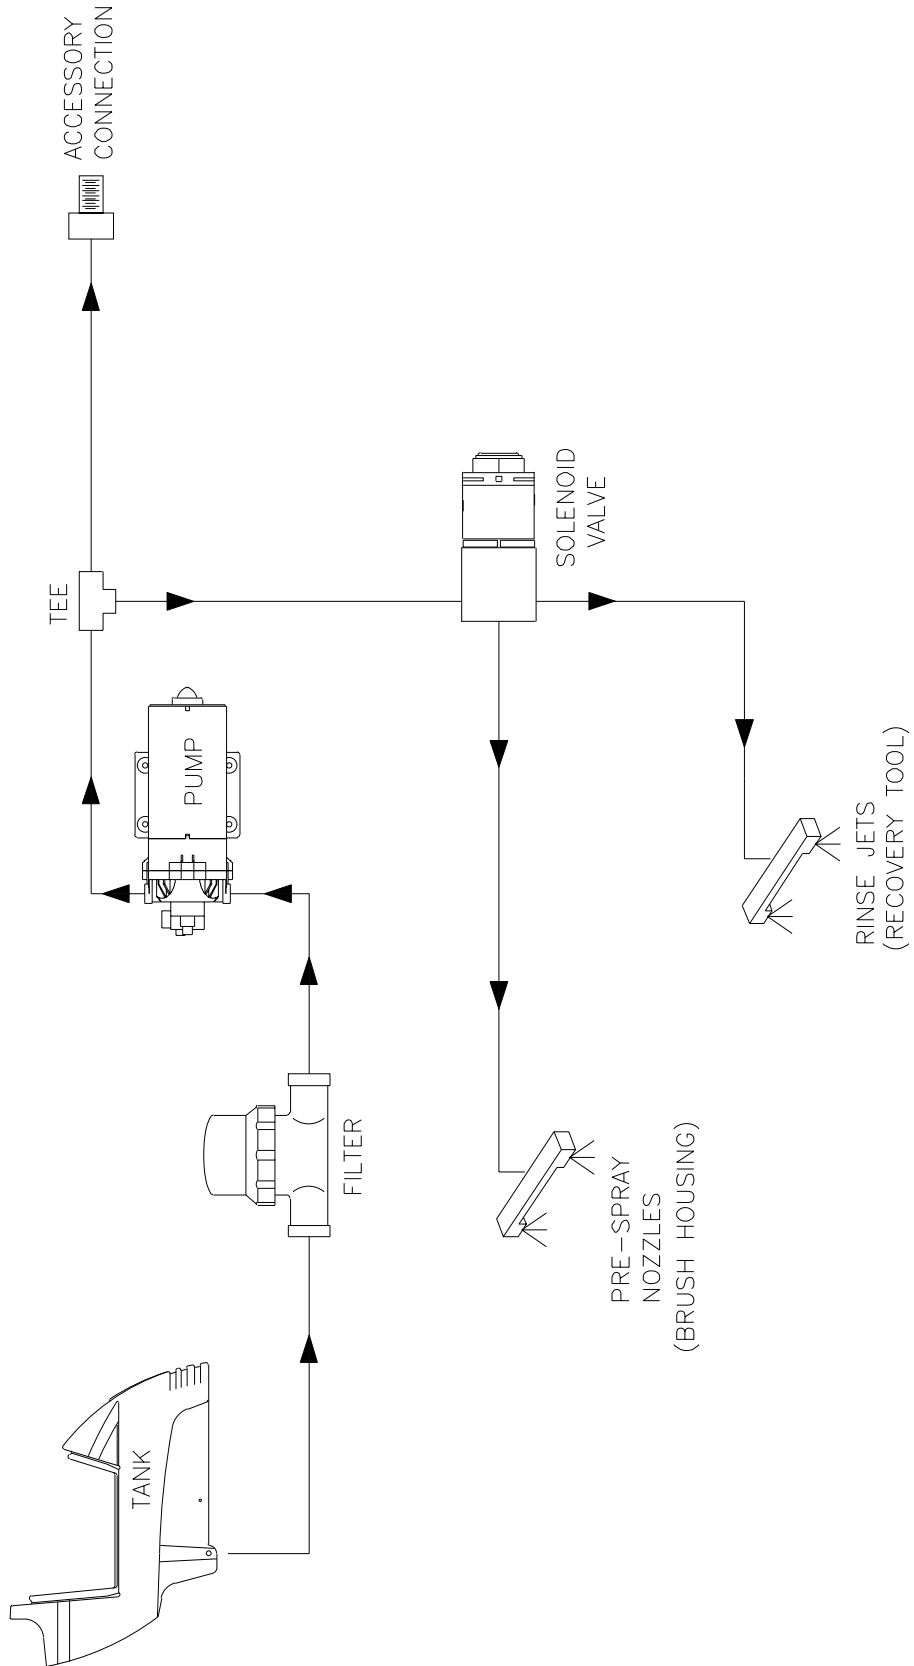 ACCESSORY
CONNECTION
TEE
PUMP
SOLENOID
VALVE
FILTER
TANK
PRE-SPRAY
NOZZLES
(BRUSH HOUSING)
RINSE JETS
(RECOVERY TOOL)